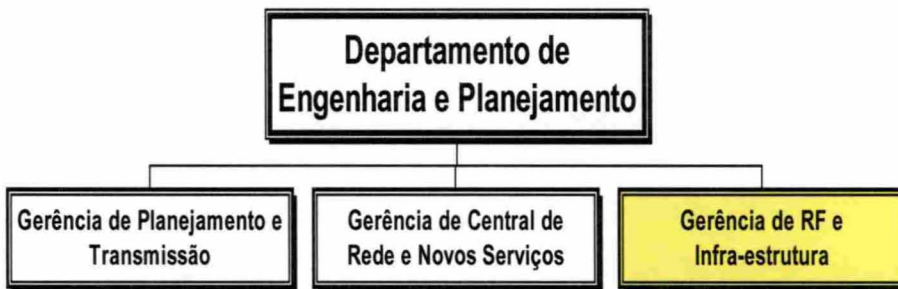 Departamento de
Engenharia e Planejamento
Gerência de Planejamento e
Transmissão
Gerência de Central de
Rede e Novos Serviços
Gerência de RF e
Infra-estrutura